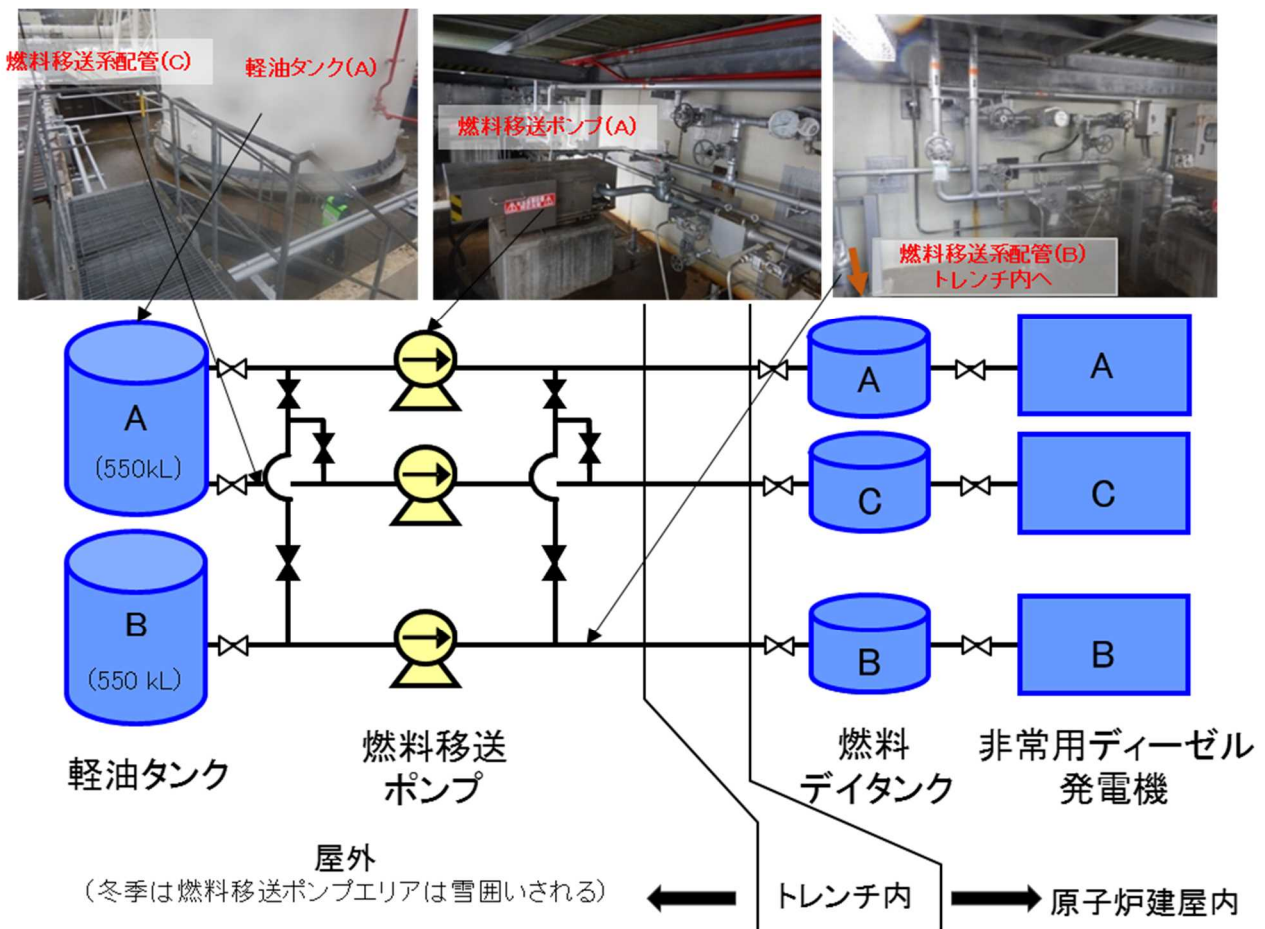 燃料移送系配管(C)
軽油タンク(A)
燃料移送ポンプ(A)
燃料移送系配管(B)
トレンチ内へ
A
(550kL)
B
(550 kL)
A
C
B
A
C
B
軽油タンク
燃料移送
ポンプ
燃料
デイタンク
非常用ディーゼル
発電機
屋外
(冬季は燃料移送ポンプエリアは雪囲いされる)
トレンチ内
原子炉建屋内